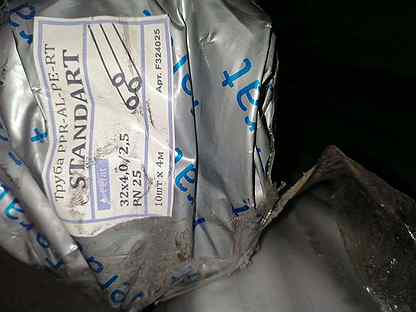 Труба PPR-AL-PE-RT
STANDART
32x4,0/2,5
PN 25
10шт x 4м
Арт. F324025